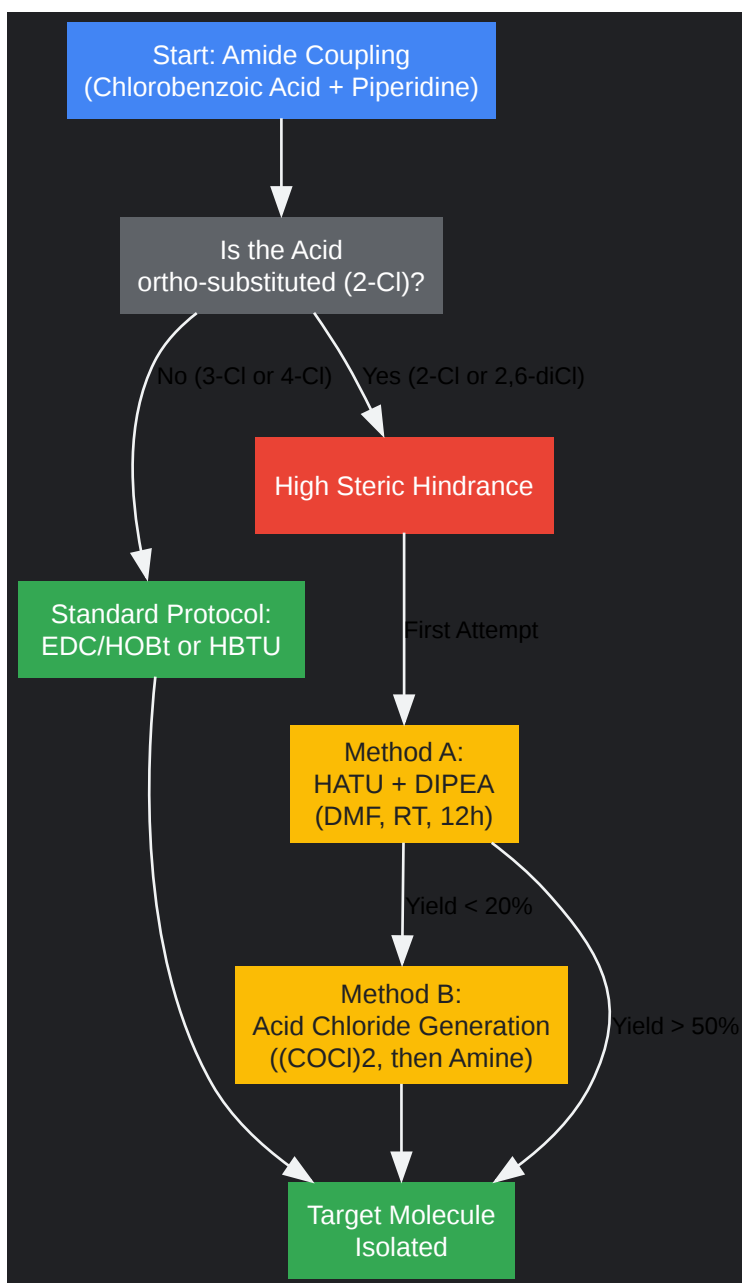 Start: Amide Coupling
(Chlorobenzoic Acid + Piperidine)
Is the Acid
ortho-substituted (2-Cl)?
No (3-Cl or 4-Cl)
Yes (2-Cl or 2,6-diCl)
High Steric Hindrance
Standard Protocol:
EDC/HOBt or HBTU
First Attempt
Method A:
HATU + DIPEA
(DMF, RT, 12h)
Yield < 20%
Method B:
Acid Chloride Generation
((COCl)2, then Amine)
Yield > 50%
Target Molecule
Isolated